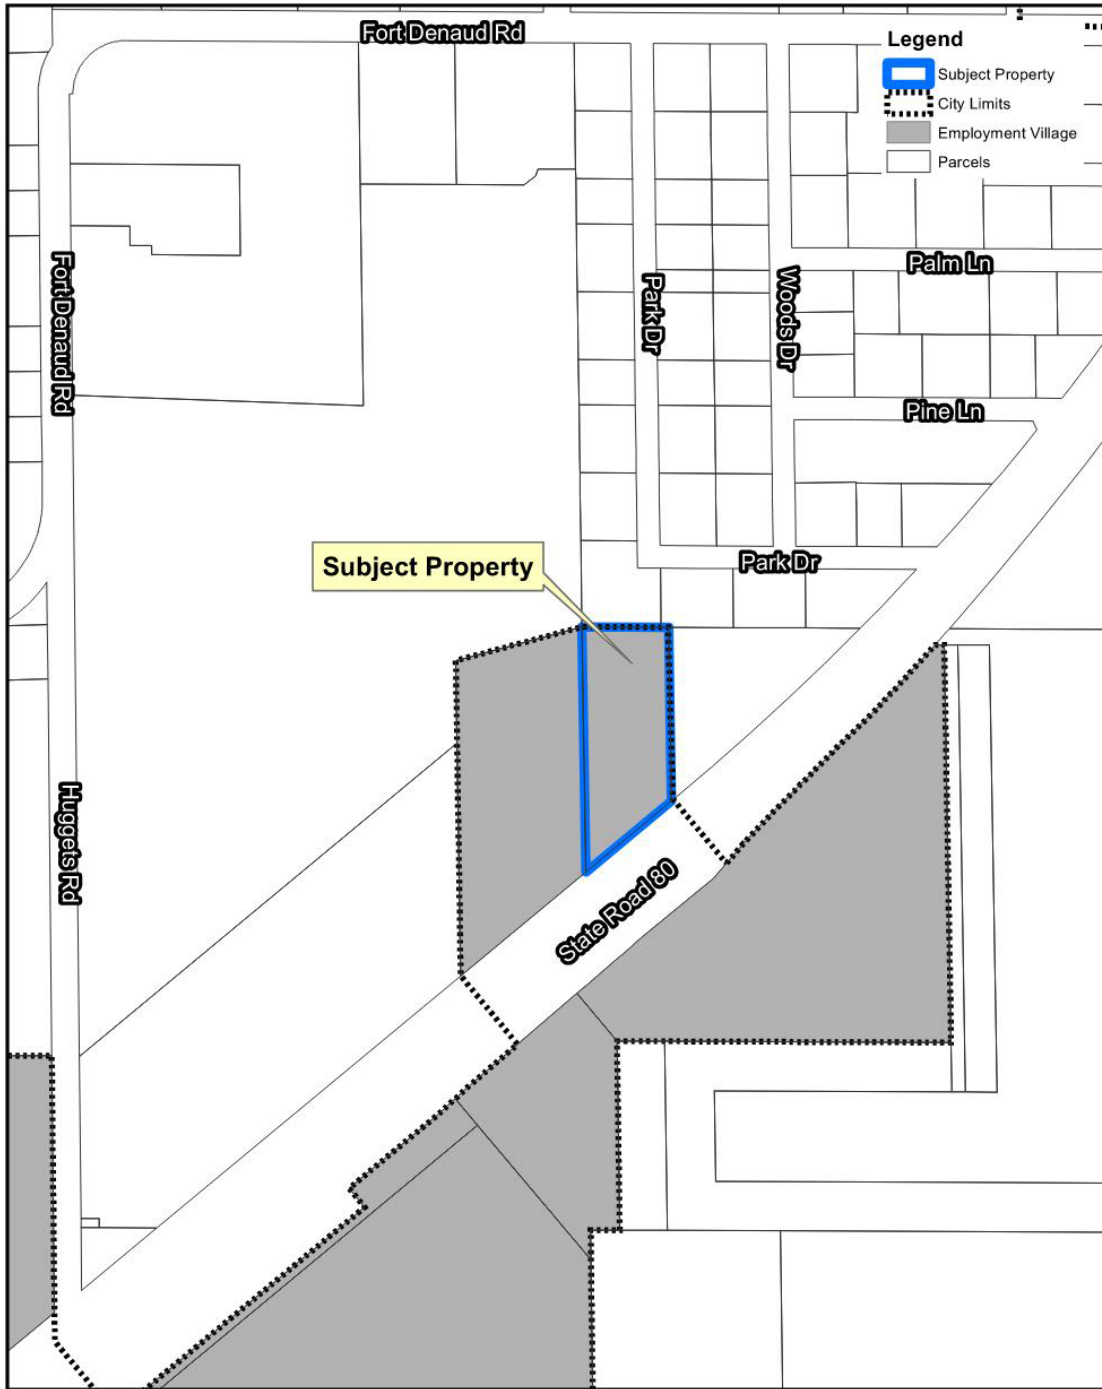 Fort Denaud Rd
Legend
Subject Property
City Limits
Employment Village
Parcels
Fort Denaud Rd
Park Dr
Woods Dr
Palm Ln
Pine Ln
Park Dr
Subject Property
Huggets Rd
State Road 80